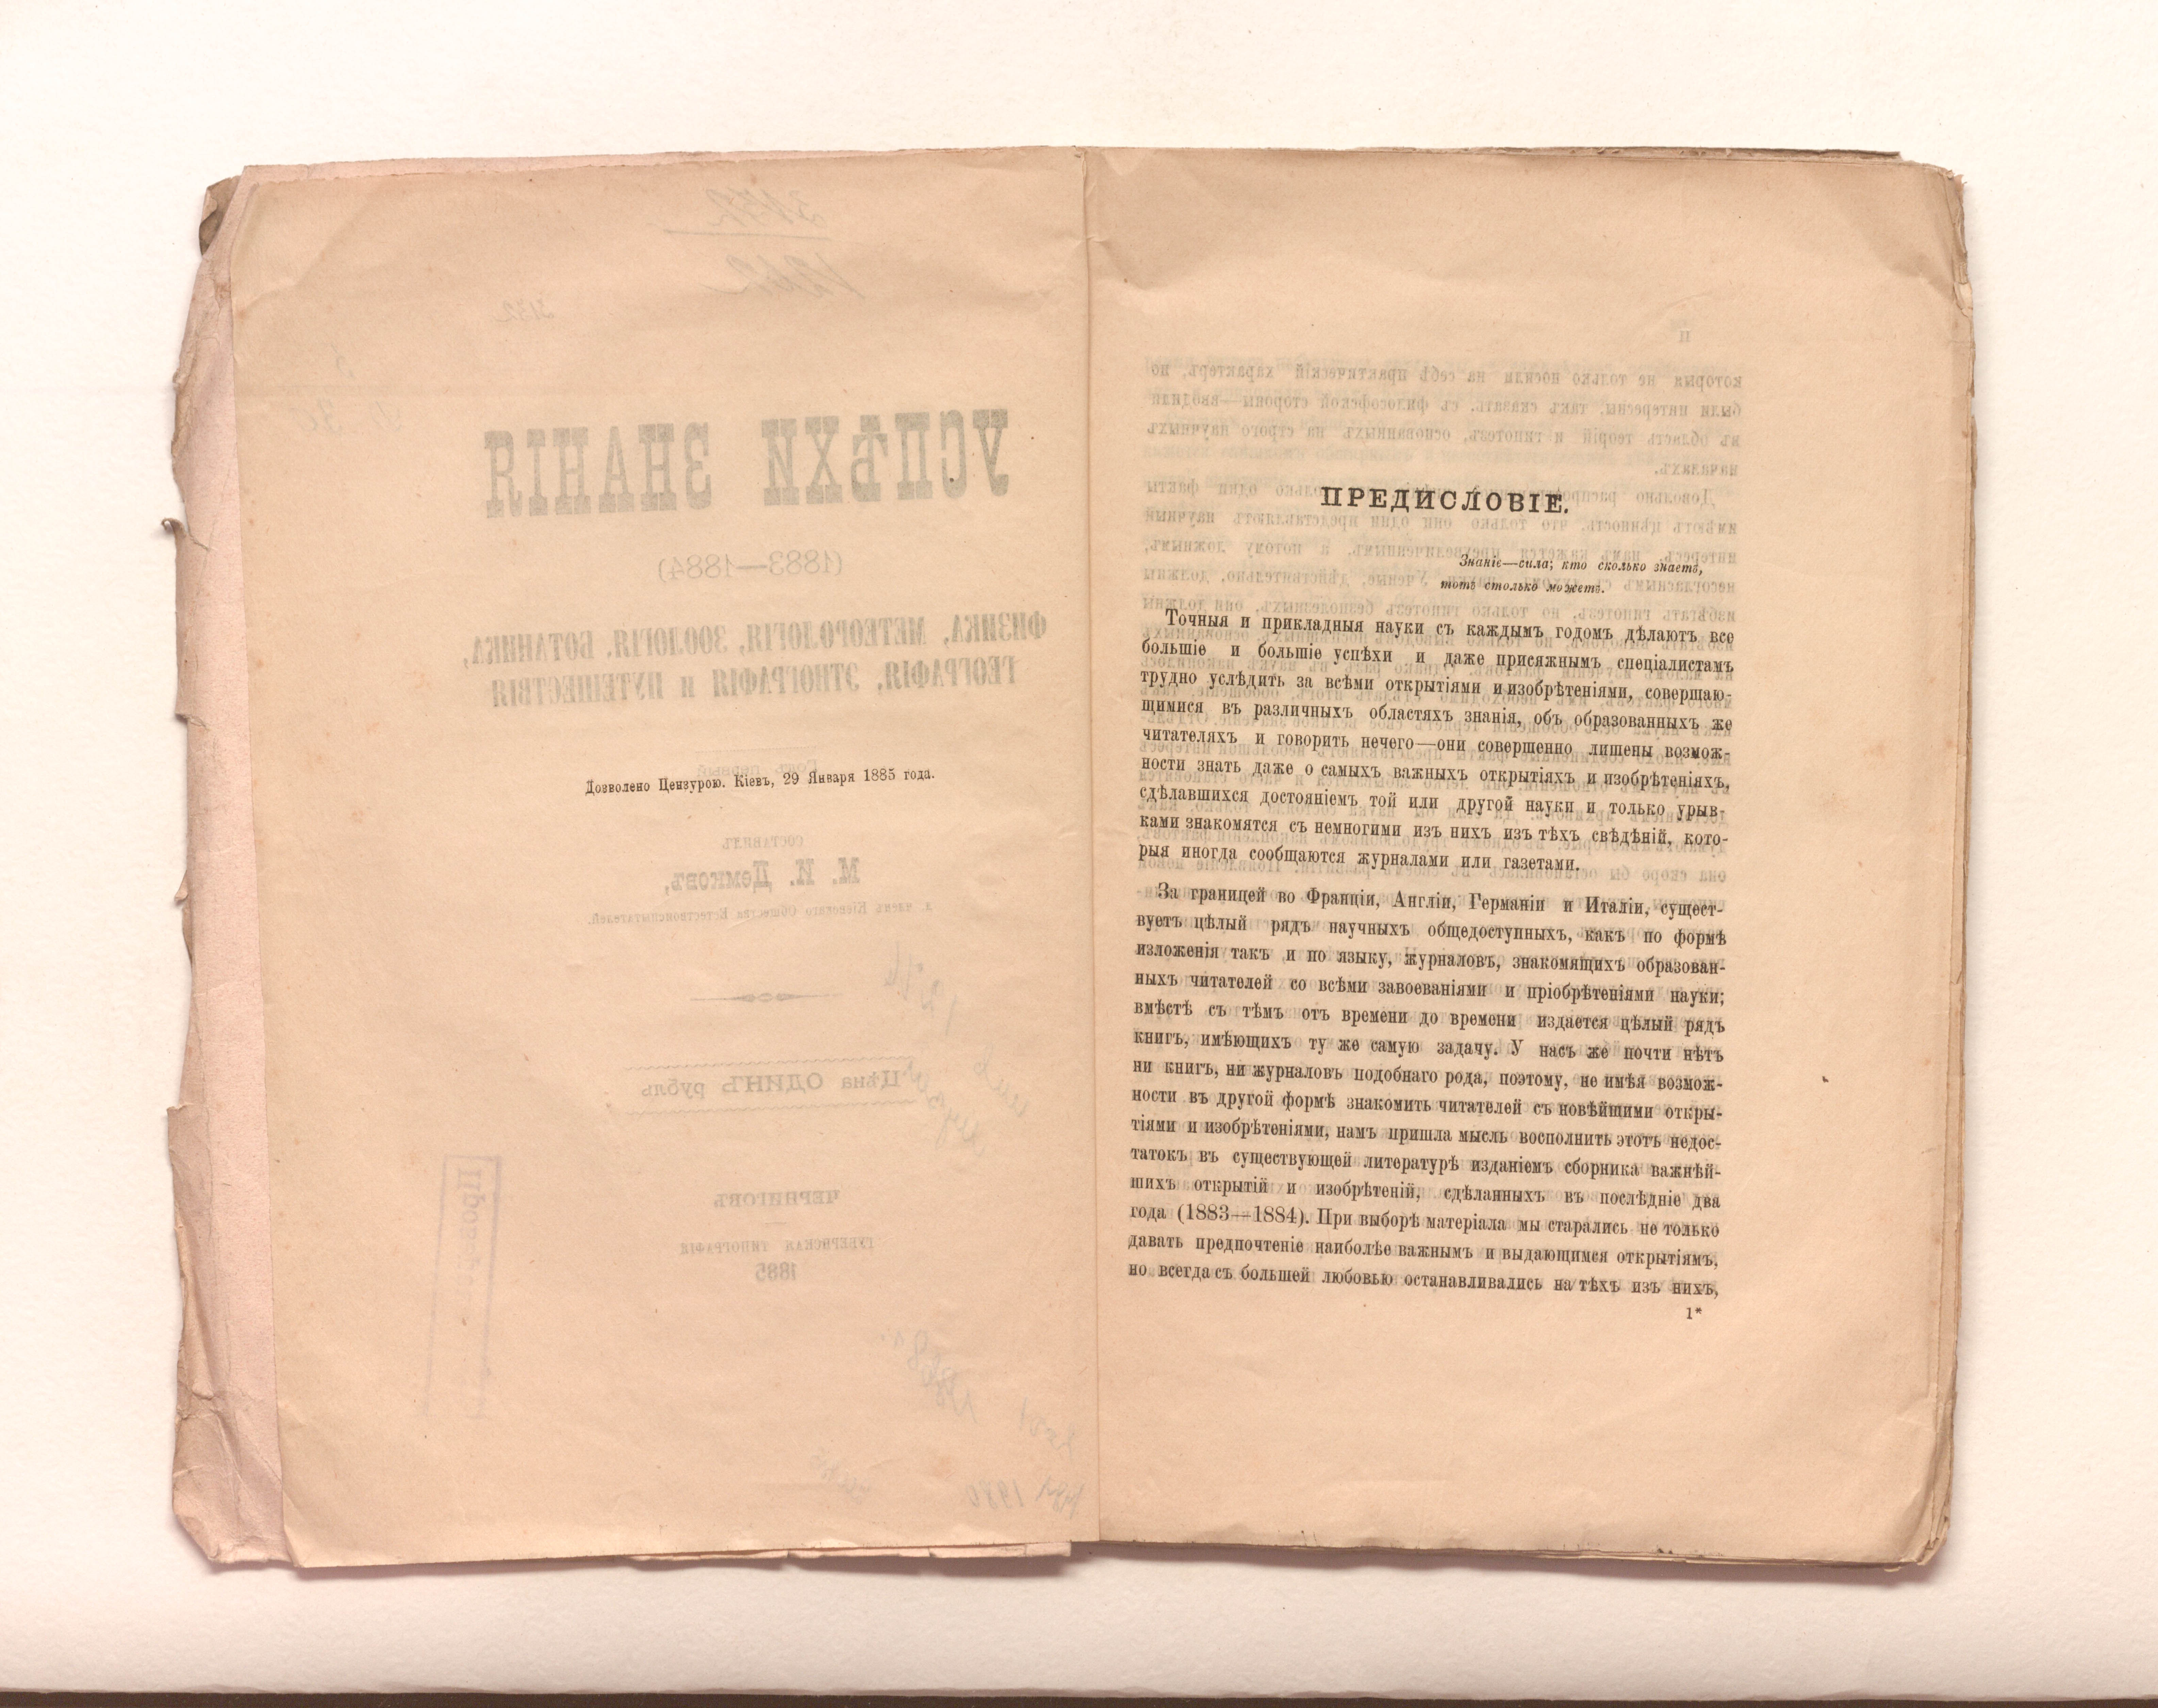 Дозволено Цензурою. Кіевъ, 29 Января 1885 года.
ПРЕДИСЛОВІЕ.
Знаніе—сила; кто сколько знаетъ,
тотъ столько можетъ.
Точныя и прикладныя науки съ каждымъ годомъ дѣлаютъ все
большіе и большіе успѣхи и даже присяжнымъ спеціалистамъ
трудно услѣдить за всѣми открытіями и изобрѣтеніями, совершаю-
щимися въ различныхъ областяхъ знанія, объ образованныхъ же
читателяхъ и говорить нечего—они совершенно лишены возмож-
ности знать даже о самыхъ важныхъ открытіяхъ и изобрѣтеніяхъ,
сдѣлавшихся достояніемъ той или другой науки и только урыв-
ками знакомятся съ немногими изъ нихъ изъ тѣхъ свѣдѣній, кото-
рыя иногда сообщаются журналами или газетами.
За границей во Франціи, Англіи, Германіи и Италіи, сущест-
вуетъ цѣлый рядъ научныхъ общедоступныхъ, какъ по формѣ
изложенія такъ и по языку, журналовъ, знакомящихъ образован-
ныхъ читателей со всѣми завоеваніями и пріобрѣтеніями науки;
вмѣстѣ съ тѣмъ отъ времени до времени издается цѣлый рядъ
книгъ, имѣющихъ ту же самую задачу. У насъ же почти нѣтъ
ни книгъ, ни журналовъ подобнаго рода, поэтому, не имѣя возмож-
ности въ другой формѣ знакомить читателей съ новѣйщими откры-
тіями и изобрѣтеніями, намъ пришла мысль восполнить этотъ недос-
татокъ въ существующей литературѣ изданіемъ сборника важнѣй-
шихъ открытій и изобрѣтеній, сдѣланныхъ въ послѣдніе два
года (1883—1884). При выборѣ матеріала мы старались не только
давать предпочтеніе наиболѣе важнымъ и выдающимся открытіямъ,
но всегда съ большей любовью останавливались на тѣхъ изъ нихъ,
1*